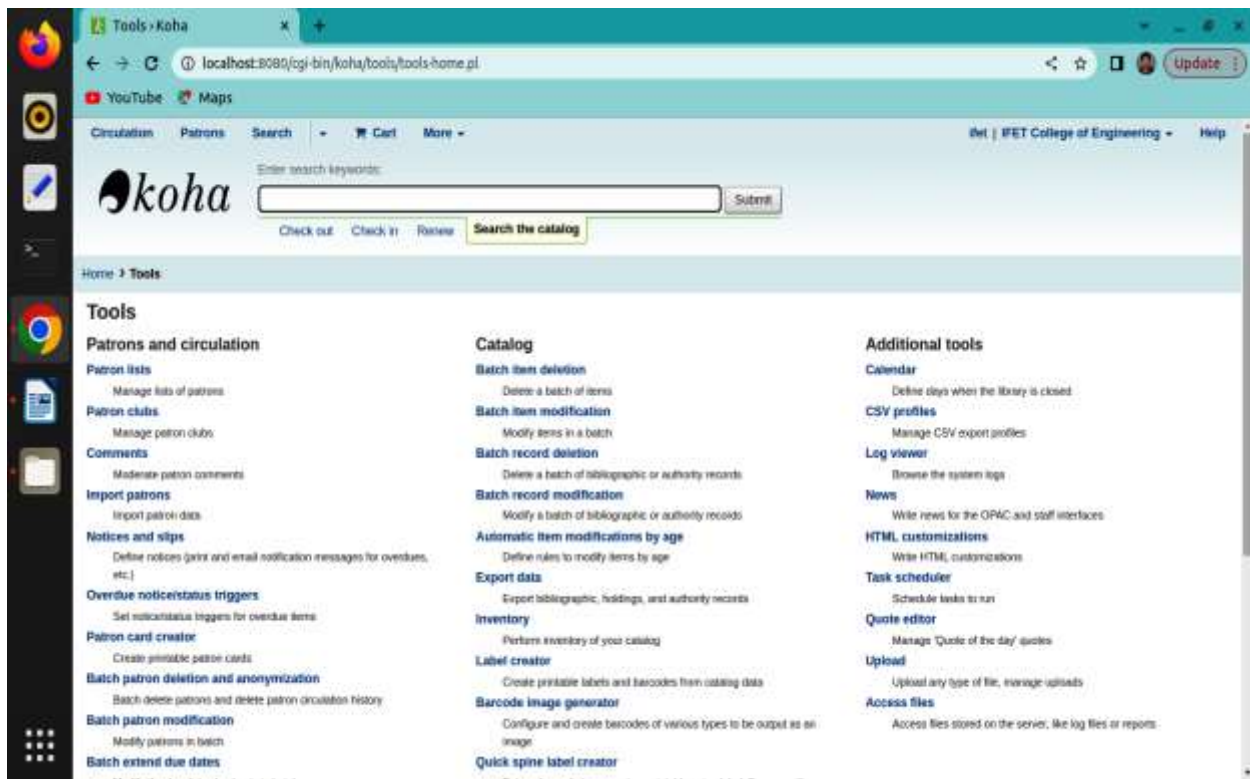 Tools › Koha
localhost:8080/cgi-bin/koha/tools/tools-home.pl
Update
YouTube Maps
Circulation Patrons Search Cart More
ifet | IFET College of Engineering Help
koha
Enter search keywords:
Submit
Check out Check in Renew Search the catalog
Home › Tools
Tools
Patrons and circulation
Patron lists
Manage lists of patrons
Patron clubs
Manage patron clubs
Comments
Moderate patron comments
Import patrons
Import patron data
Notices and slips
Define notices (print and email notification messages for overdues,
etc.)
Overdue notice/status triggers
Set notice/status triggers for overdue items
Patron card creator
Create printable patron cards
Batch patron deletion and anonymization
Batch delete patrons and delete patron circulation history
Batch patron modification
Modify patrons in batch
Batch extend due dates
Catalog
Batch item deletion
Delete a batch of items
Batch item modification
Modify items in a batch
Batch record deletion
Delete a batch of bibliographic or authority records
Batch record modification
Modify a batch of bibliographic or authority records
Automatic item modifications by age
Define rules to modify items by age
Export data
Export bibliographic, holdings, and authority records
Inventory
Perform inventory of your catalog
Label creator
Create printable labels and barcodes from catalog data
Barcode image generator
Configure and create barcodes of various types to be output as an
image
Quick spine label creator
Additional tools
Calendar
Define days when the library is closed
CSV profiles
Manage CSV export profiles
Log viewer
Browse the system logs
News
Write news for the OPAC and staff interfaces
HTML customizations
Write HTML customizations
Task scheduler
Schedule tasks to run
Quote editor
Manage 'Quote of the day' quotes
Upload
Upload any type of file, manage uploads
Access files
Access files stored on the server, like log files or reports